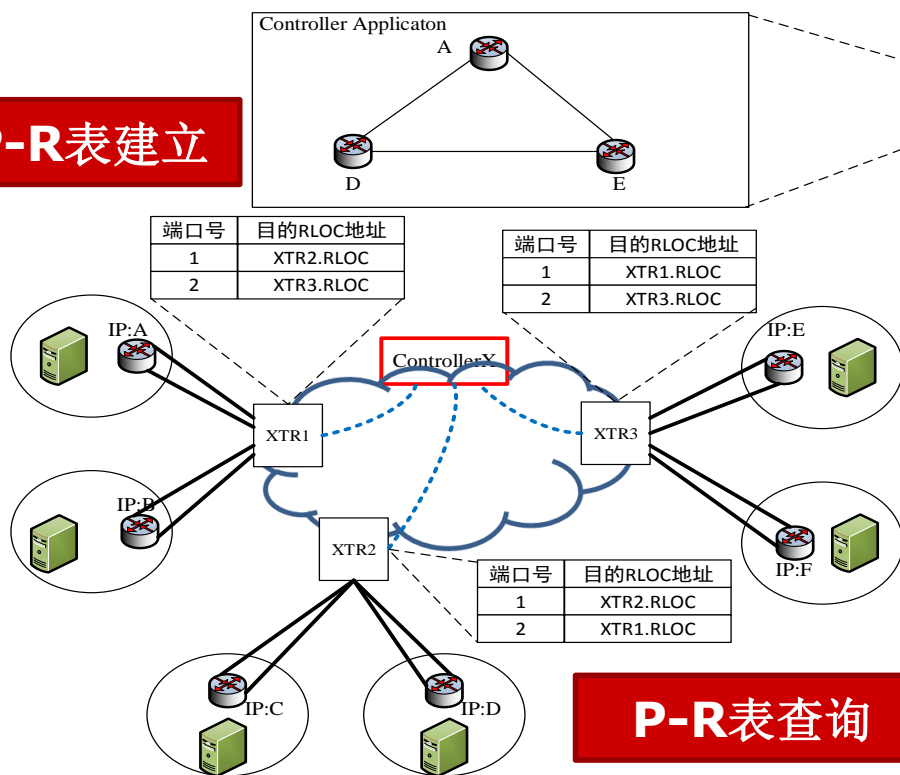 Controller Applicaton
A
P-R表建立
D
E
端口号 目的RLOC地址
1 XTR2.RLOC
2 XTR3.RLOC
端口号 目的RLOC地址
1 XTR1.RLOC
2 XTR3.RLOC
IP:A
IP:E
ControllerX
XTR1
XTR3
IP:B
XTR2
IP:F
端口号 目的RLOC地址
1 XTR2.RLOC
2 XTR1.RLOC
IP:C
IP:D
P-R表查询